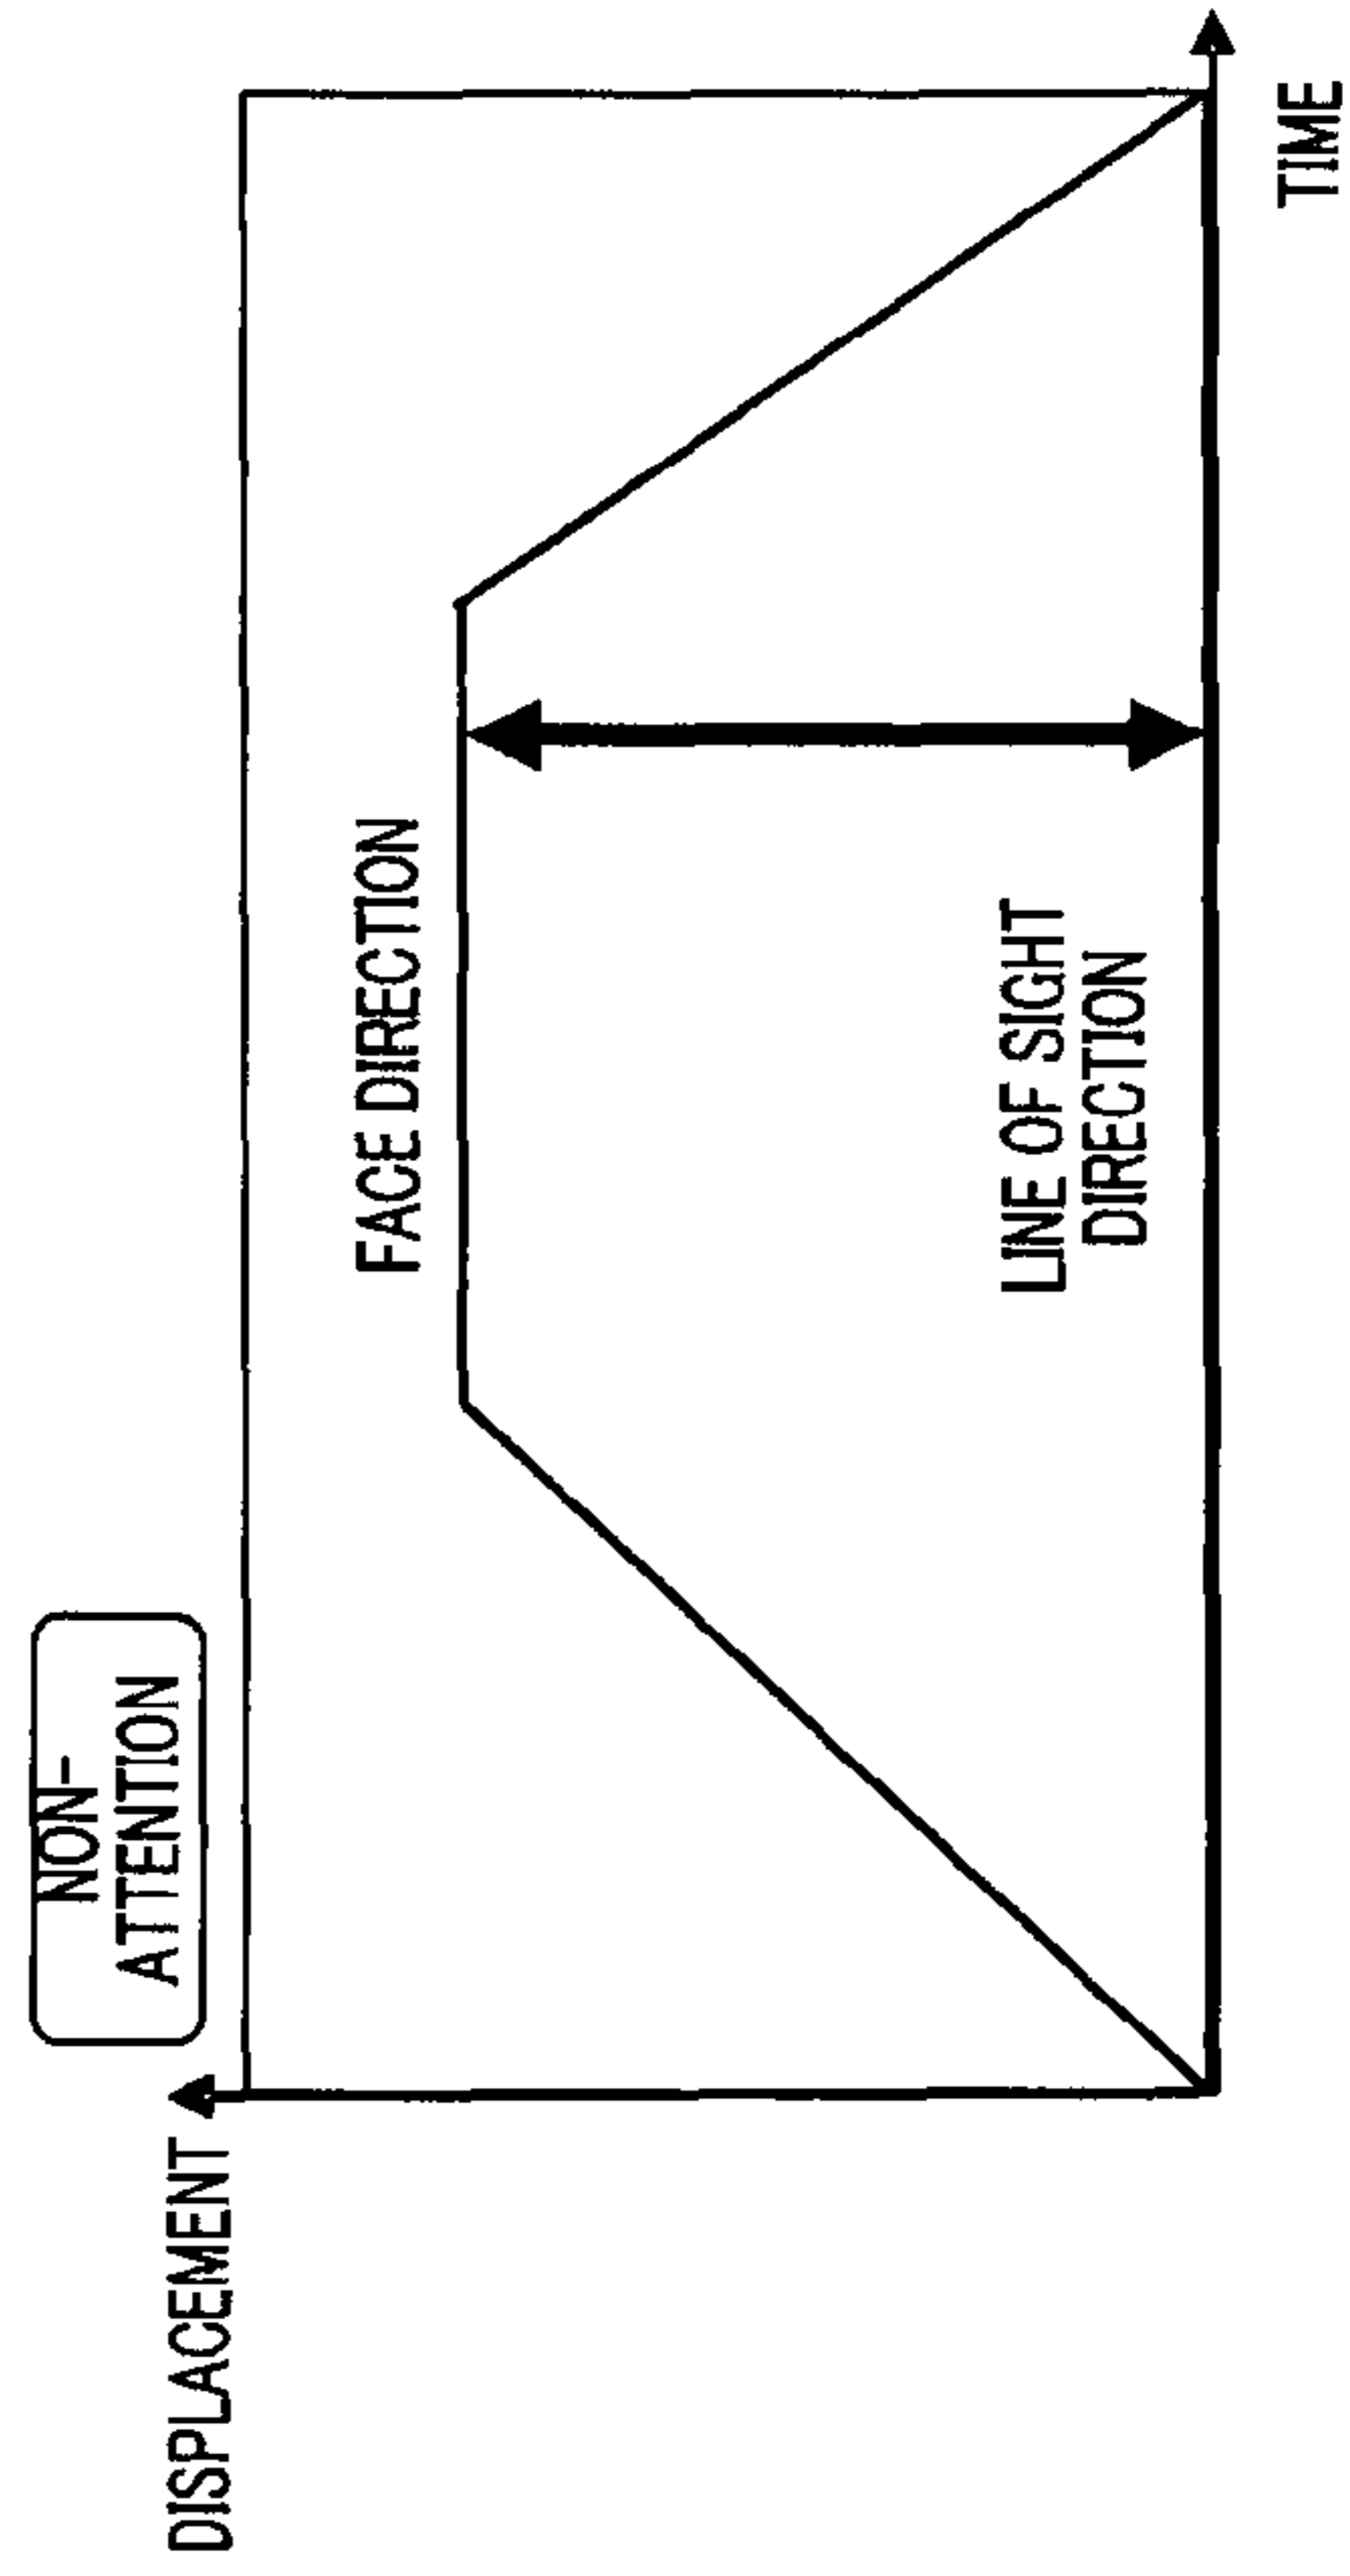 NON-
ATTENTION
DISPLACEMENT
FACE DIRECTION
LINE OF SIGHT
DIRECTION
TIME